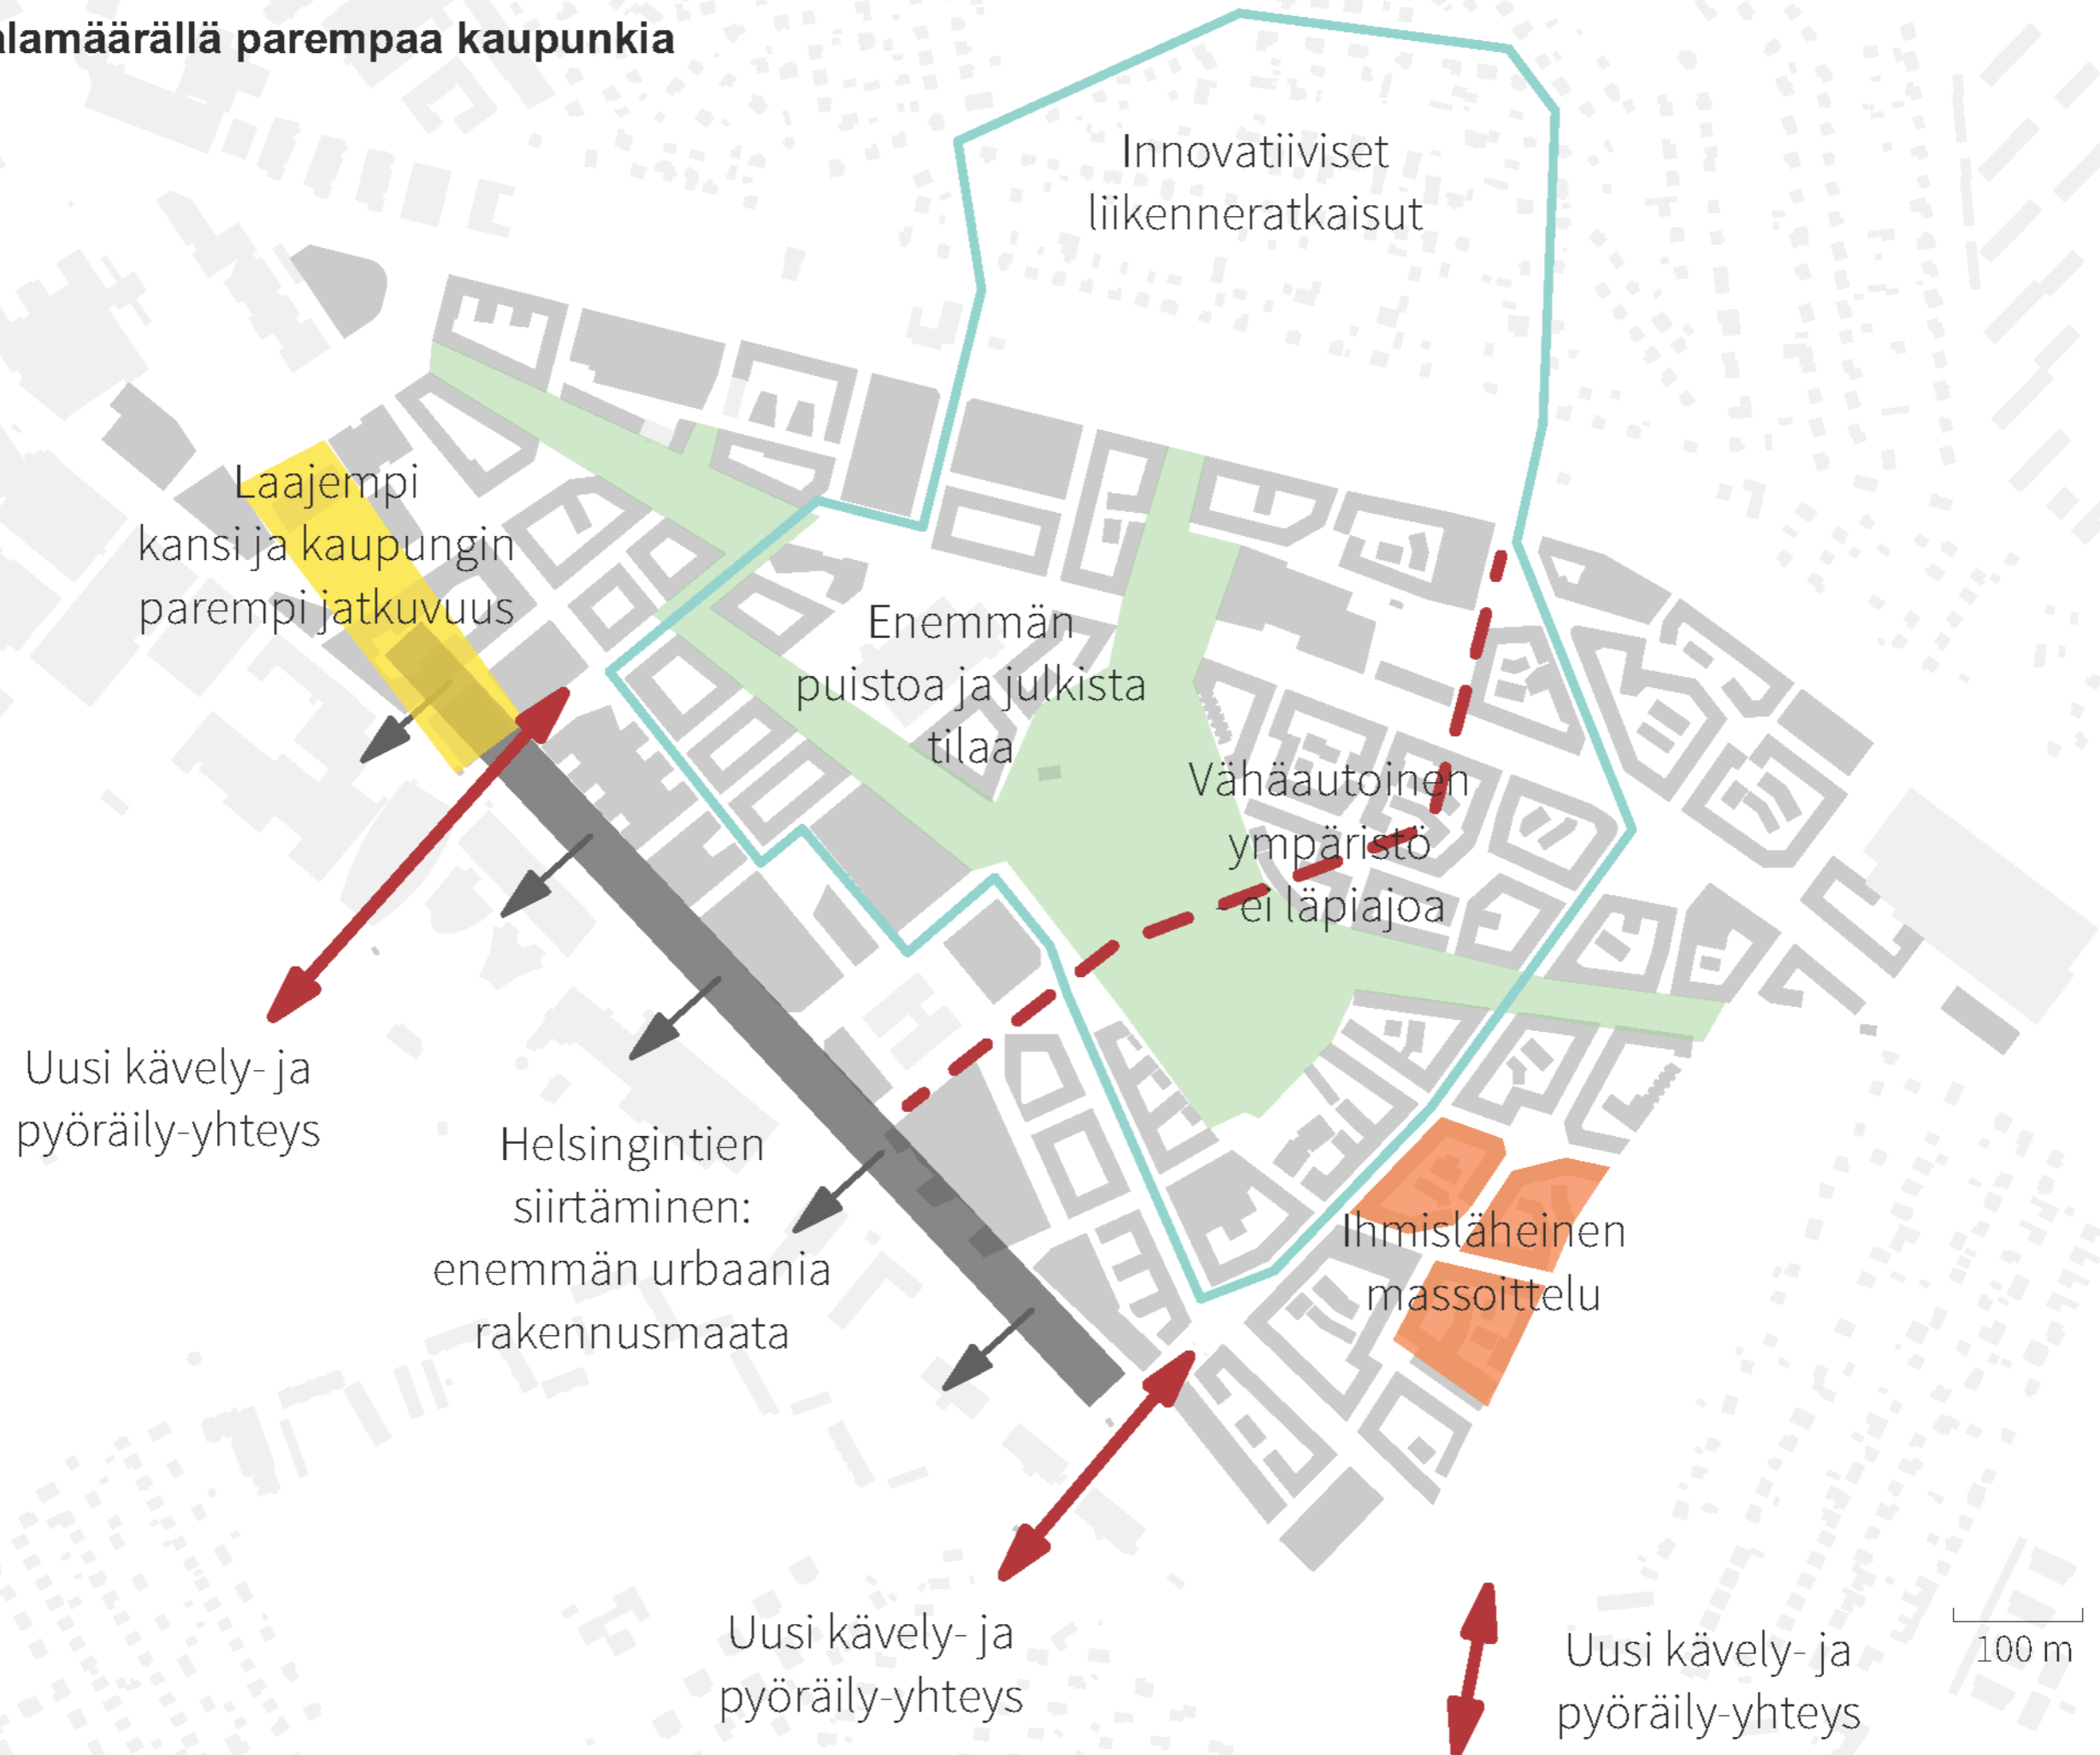 parempaa kaupunkia
Innovatiiviset
liikenneratkaisut
Laajempi
kansi ja kaupungin
parempi jatkuvuus
Enemmän
puistoa ja julkista
tilaa
Vähäautoinen
ympäristö
- ei läpiajoa
Uusi kävely- ja
pyöräily-yhteys
Helsingintien
siirtäminen:
enemmän urbaania
rakennusmaata
Ihmisläheinen
massoittelu
Uusi kävely- ja
pyöräily-yhteys
Uusi kävely- ja
pyöräily-yhteys
100 m